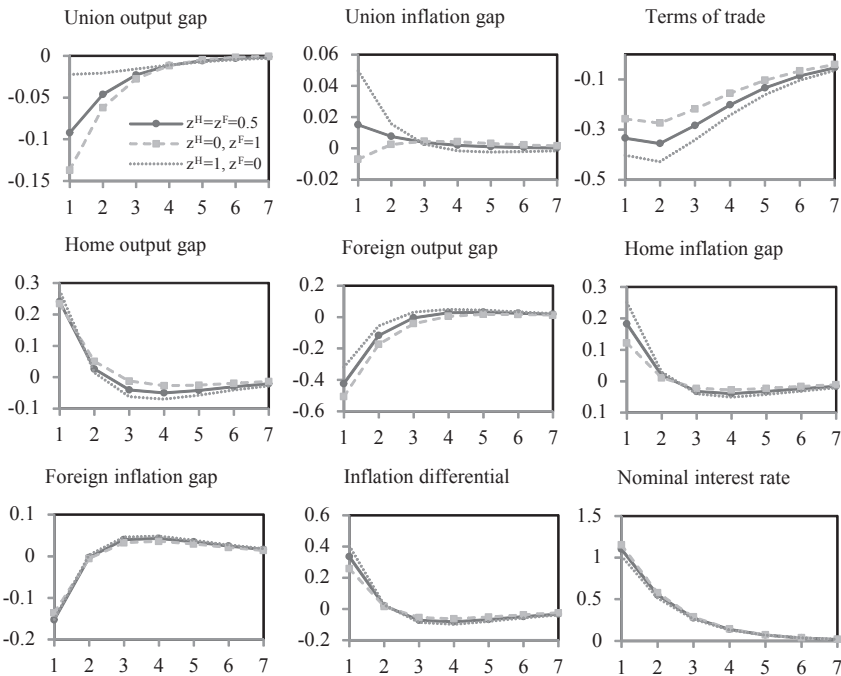 Union output gap
0
-0.05
-0.1
-0.15
z^H=z^F=0.5
z^H=0, z^F=1
z^H=1, z^F=0
1 2 3 4 5 6 7
Union inflation gap
0.06
0.04
0.02
0
-0.02
1 2 3 4 5 6 7
Terms of trade
-0.1
-0.3
-0.5
1 2 3 4 5 6 7
Home output gap
0.3
0.2
0.1
0
-0.1
1 2 3 4 5 6 7
Foreign output gap
0.2
0
-0.2
-0.4
-0.6
1 2 3 4 5 6 7
Home inflation gap
0.3
0.2
0.1
0
0.1
1 2 3 4 5 6 7
Foreign inflation gap
0.1
0
-0.1
-0.2
1 2 3 4 5 6 7
Inflation differential
0.6
0.4
0.2
0
-0.2
1 2 3 4 5 6 7
Nominal interest rate
1.5
1
0.5
0
1 2 3 4 5 6 7